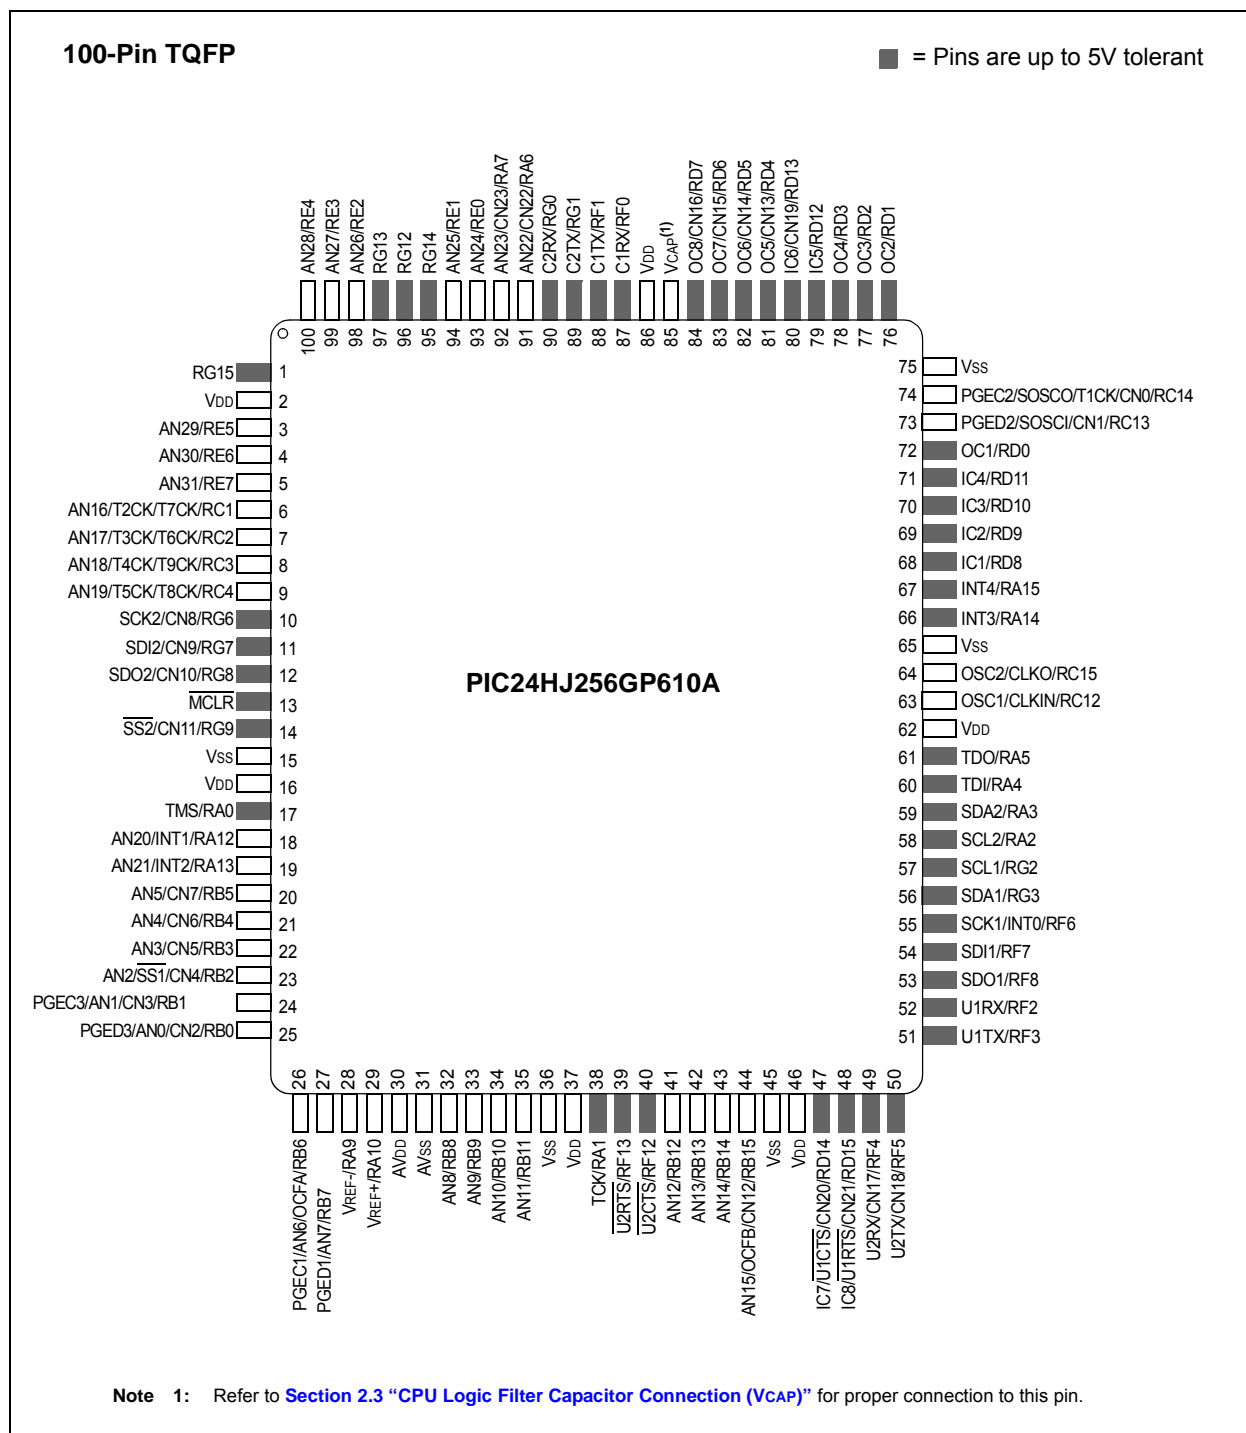 100-Pin TQFP
= Pins are up to 5V tolerant
AN28/RE4
AN27/RE3
AN26/RE2
RG13
RG12
RG14
AN25/RE1
AN24/RE0
AN23/CN23/RA7
AN22/CN22/RA6
C2RX/RG0
C2TX/RG1
C1TX/RF1
C1RX/RF0
VDD
VCAP(1)
OC8/CN16/RD7
OC7/CN15/RD6
OC6/CN14/RD5
OC5/CN13/RD4
IC6/CN19/RD13
IC5/RD12
OC4/RD3
OC3/RD2
OC2/RD1
100
99
98
97
96
95
94
93
92
91
90
89
88
87
86
85
84
83
82
81
80
79
78
77
76
RG15 1
VDD 2
AN29/RE5 3
AN30/RE6 4
AN31/RE7 5
AN16/T2CK/T7CK/RC1 6
AN17/T3CK/T6CK/RC2 7
AN18/T4CK/T9CK/RC3 8
AN19/T5CK/T8CK/RC4 9
SCK2/CN8/RG6 10
SDI2/CN9/RG7 11
SDO2/CN10/RG8 12
MCLR 13
SS2/CN11/RG9 14
VSS 15
VDD 16
TMS/RA0 17
AN20/INT1/RA12 18
AN21/INT2/RA13 19
AN5/CN7/RB5 20
AN4/CN6/RB4 21
AN3/CN5/RB3 22
AN2/SS1/CN4/RB2 23
PGEC3/AN1/CN3/RB1 24
PGED3/AN0/CN2/RB0 25
PIC24HJ256GP610A
75 VSS
74 PGEC2/SOSCO/T1CK/CN0/RC14
73 PGED2/SOSCI/CN1/RC13
72 OC1/RD0
71 IC4/RD11
70 IC3/RD10
69 IC2/RD9
68 IC1/RD8
67 INT4/RA15
66 INT3/RA14
65 VSS
64 OSC2/CLKO/RC15
63 OSC1/CLKIN/RC12
62 VDD
61 TDO/RA5
60 TDI/RA4
59 SDA2/RA3
58 SCL2/RA2
57 SCL1/RG2
56 SDA1/RG3
55 SCK1/INT0/RF6
54 SDI1/RF7
53 SDO1/RF8
52 U1RX/RF2
51 U1TX/RF3
26
27
28
29
30
31
32
33
34
35
36
37
38
39
40
41
42
43
44
45
46
47
48
49
50
PGEC1/AN6/OCFA/RB6
PGED1/AN7/RB7
VREF-/RA9
VREF+/RA10
AVDD
AVSS
AN8/RB8
AN9/RB9
AN10/RB10
AN11/RB11
VSS
VDD
TCK/RA1
U2RTS/RF13
U2CTS/RF12
AN12/RB12
AN13/RB13
AN14/RB14
AN15/OCFB/CN12/RB15
VSS
VDD
IC7/U1CTS/CN20/RD14
IC8/U1RTS/CN21/RD15
U2RX/CN17/RF4
U2TX/CN18/RF5
Note 1: Refer to Section 2.3 “CPU Logic Filter Capacitor Connection (VCAP)” for proper connection to this pin.